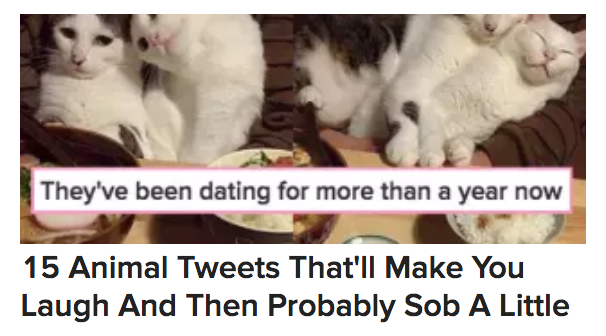 They've been dating for more than a year now
15 Animal Tweets That'll Make You
Laugh And Then Probably Sob A Little